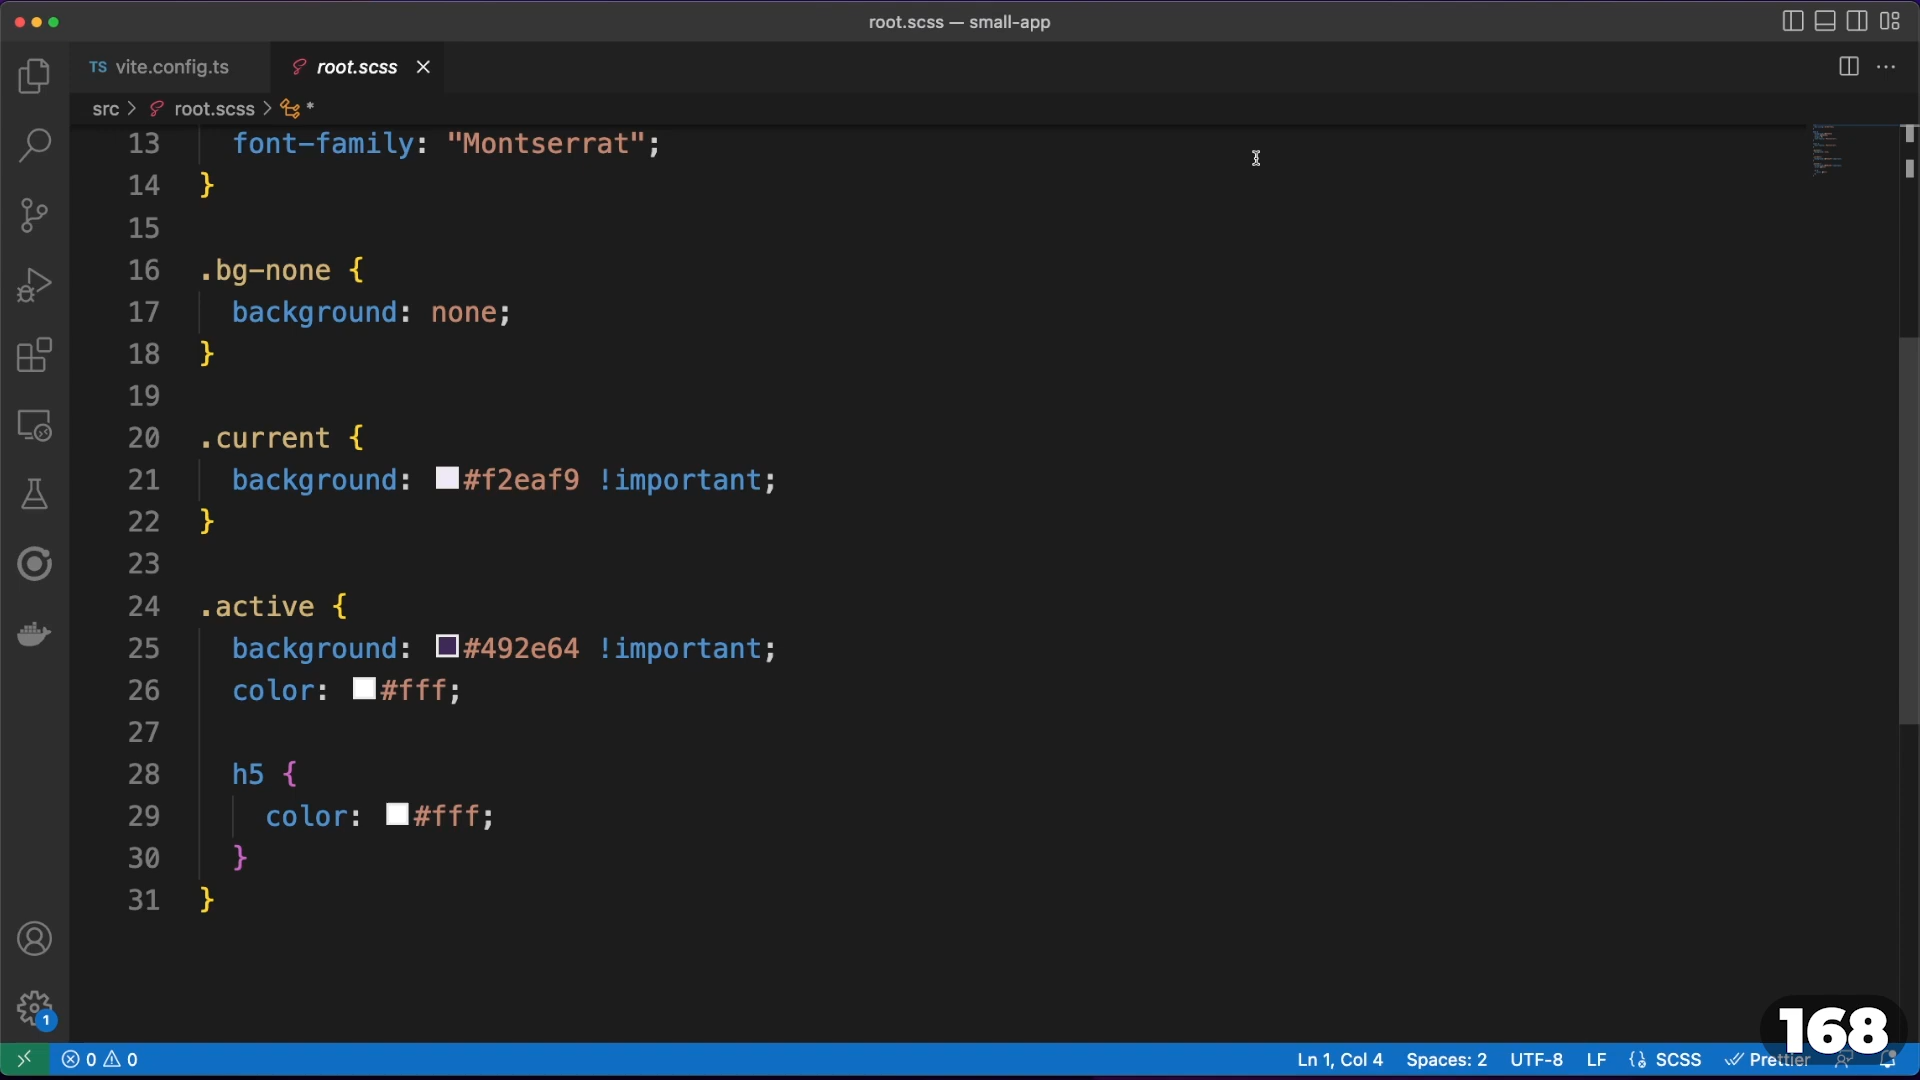 root.scss — small-app
TS vite.config.ts
root.scss
src > root.scss > *
13 font-family: "Montserrat";
14 }
15
16 .bg-none {
17 background: none;
18 }
19
20 .current {
21 background: #f2eaf9 !important;
22 }
23
24 .active {
25 background: #492e64 !important;
26 color: #fff;
27
28 h5 {
29 color: #fff;
30 }
31 }
1
0 0
Ln 1, Col 4 Spaces: 2 UTF-8 LF {} SCSS Prettier
168